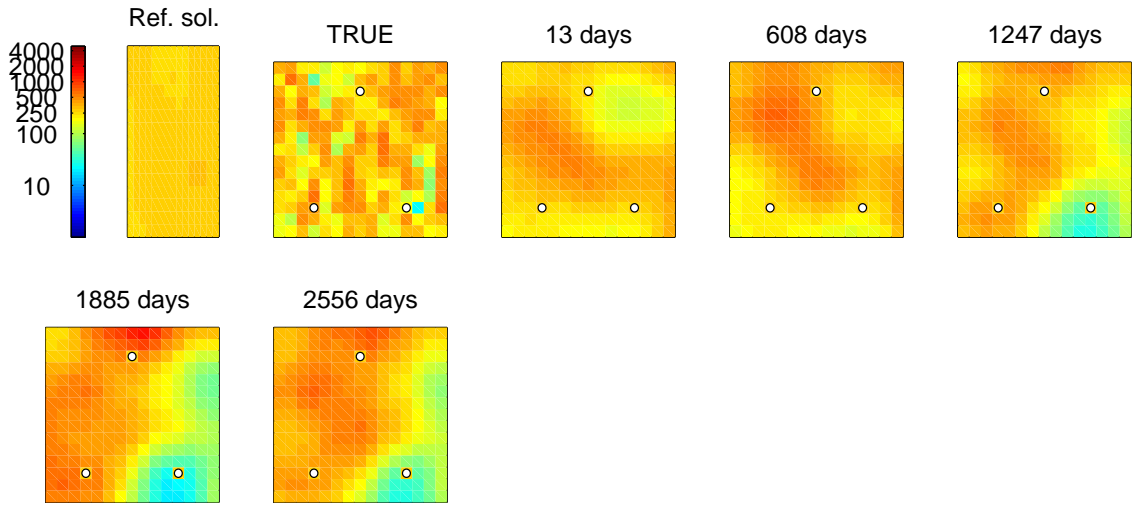 Ref. sol.
TRUE
13 days
608 days
1247 days
4000
2000
1000
500
250
100
10
1885 days
2556 days